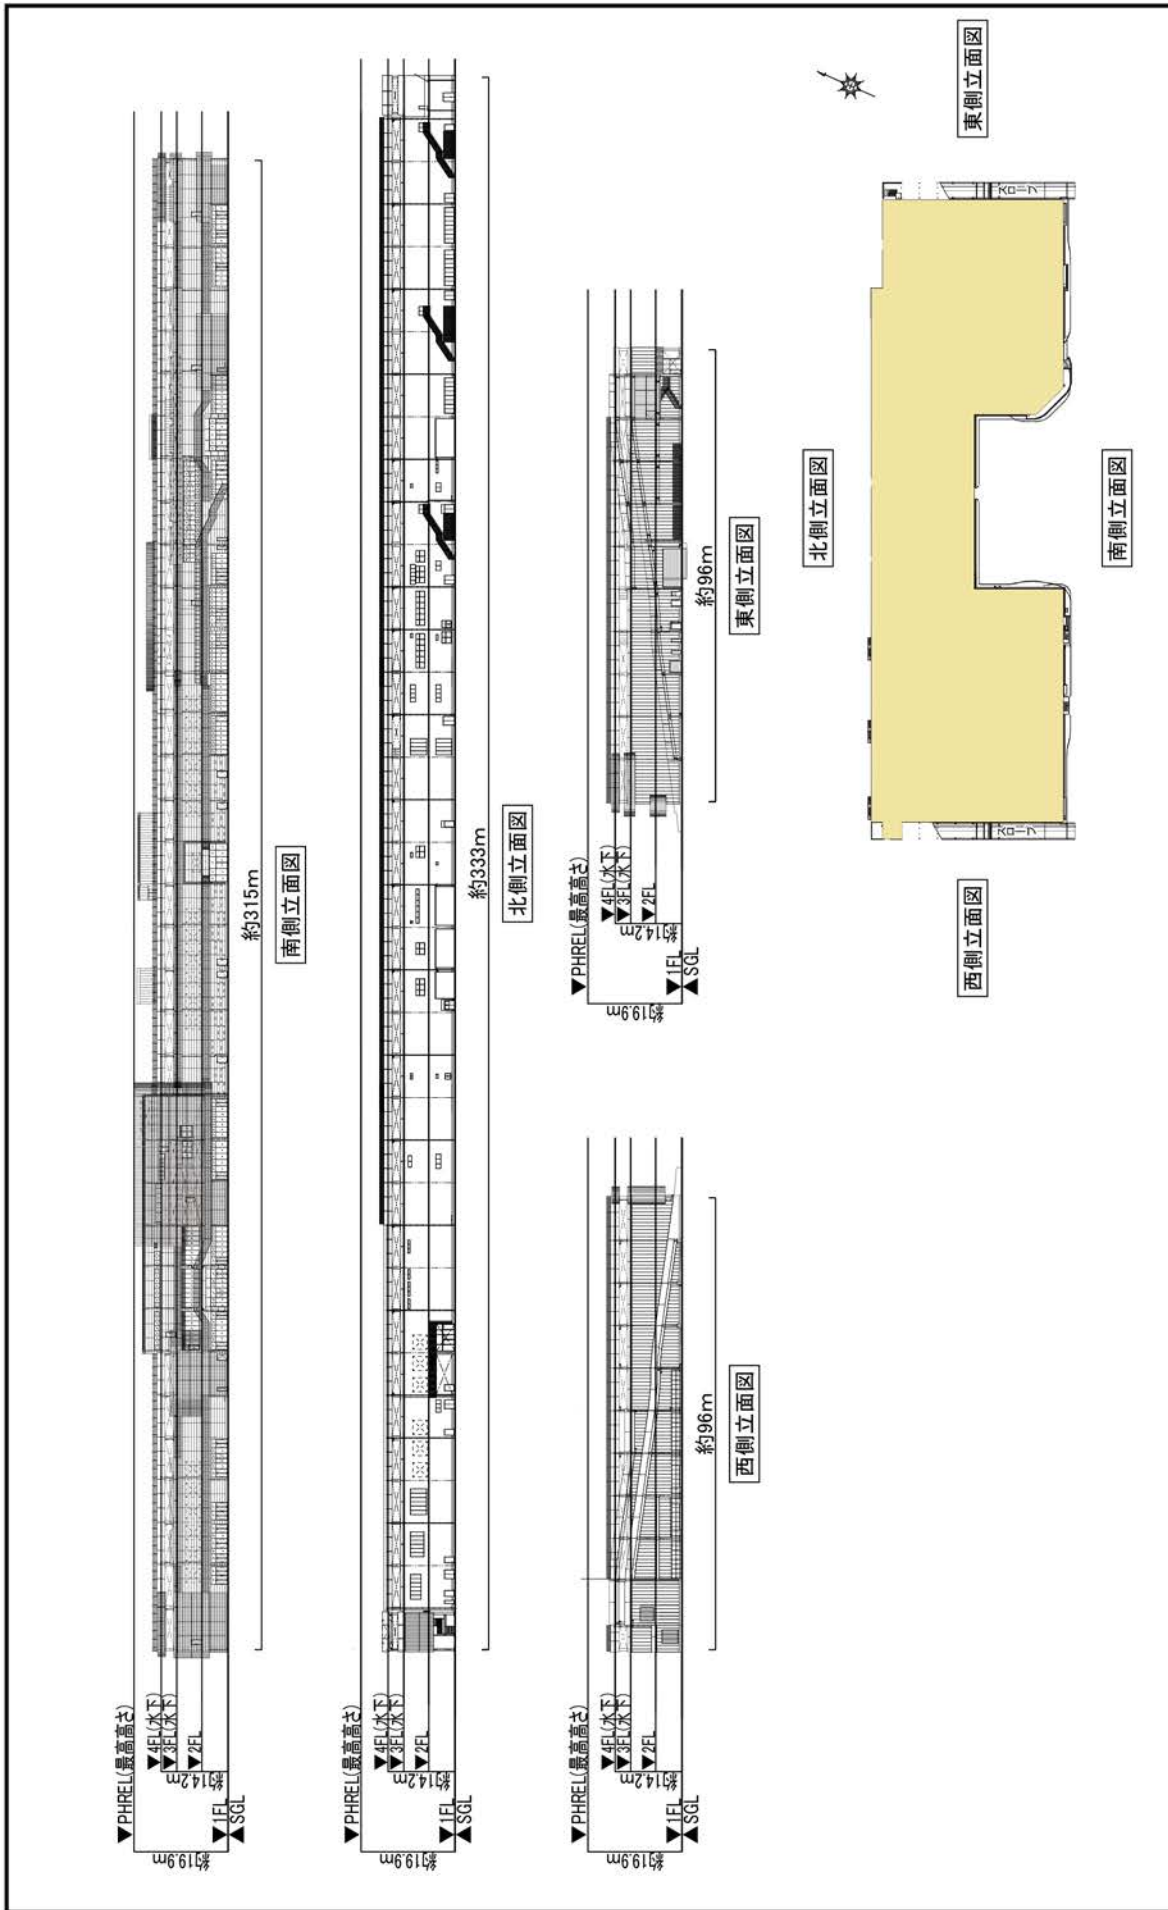 ▼PHREL(最高高さ)
▼4FL(水下)
▼3FL(水下)
▼2FL
▼1FL
▲SGL
約19.9m
約14.2m
約315m
南側立面図
▼PHREL(最高高さ)
▼4FL(水下)
▼3FL(水下)
▼2FL
▼1FL
▲SGL
約19.9m
約14.2m
約333m
北側立面図
▼PHREL(最高高さ)
▼4FL(水下)
▼3FL(水下)
▼2FL
▼1FL
▲SGL
約19.9m
約96m
西側立面図
▼PHREL(最高高さ)
▼4FL(水下)
▼3FL(水下)
▼2FL
▼1FL
▲SGL
約19.9m
約14.2m
約96m
東側立面図
北側立面図
西側立面図
スロープ
スロープ
東側立面図
南側立面図